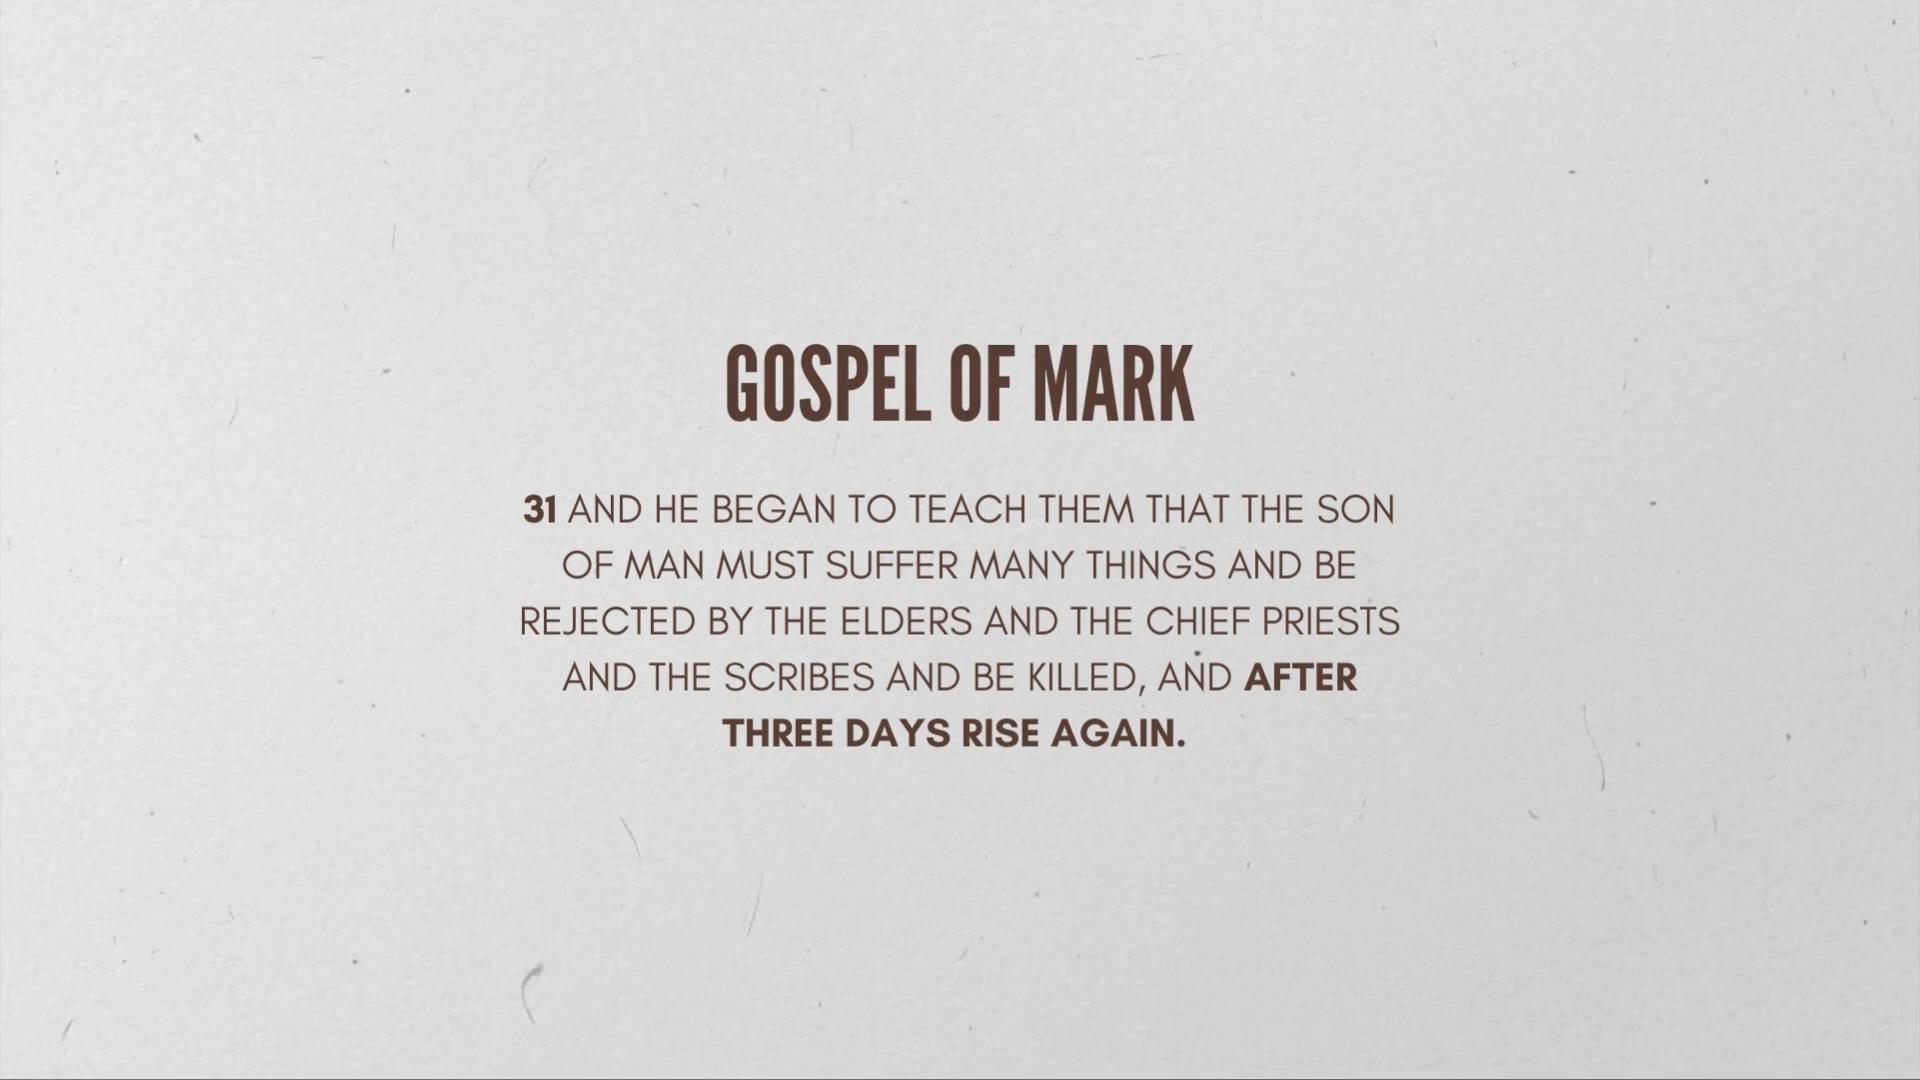 GOSPEL OF MARK
31 AND HE BEGAN TO TEACH THEM THAT THE SON
OF MAN MUST SUFFER MANY THINGS AND BE
REJECTED BY THE ELDERS AND THE CHIEF PRIESTS
AND THE SCRIBES AND BE KILLED, AND AFTER
THREE DAYS RISE AGAIN.